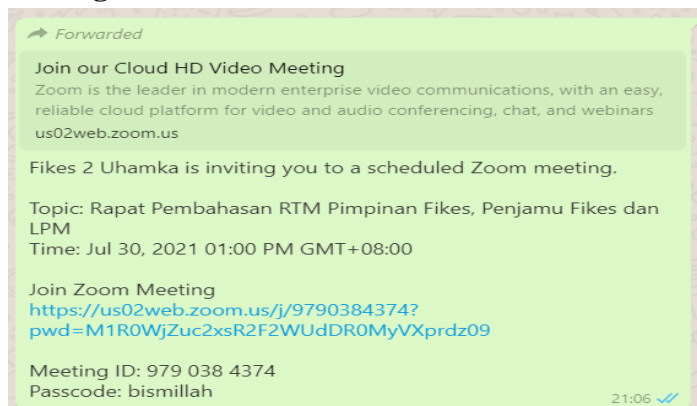 Forwarded
Join our Cloud HD Video Meeting
Zoom is the leader in modern enterprise video communications, with an easy,
reliable cloud platform for video and audio conferencing, chat, and webinars
us02web.zoom.us
Fikes 2 Uhamka is inviting you to a scheduled Zoom meeting.
Topic: Rapat Pembahasan RTM Pimpinan Fikes, Penjamu Fikes dan
LPM
Time: Jul 30, 2021 01:00 PM GMT+08:00
Join Zoom Meeting
https://us02web.zoom.us/j/9790384374?
pwd=M1R0WjZuc2xsR2F2WUdDR0MyVXprdz09
Meeting ID: 979 038 4374
Passcode: bismillah
21:06